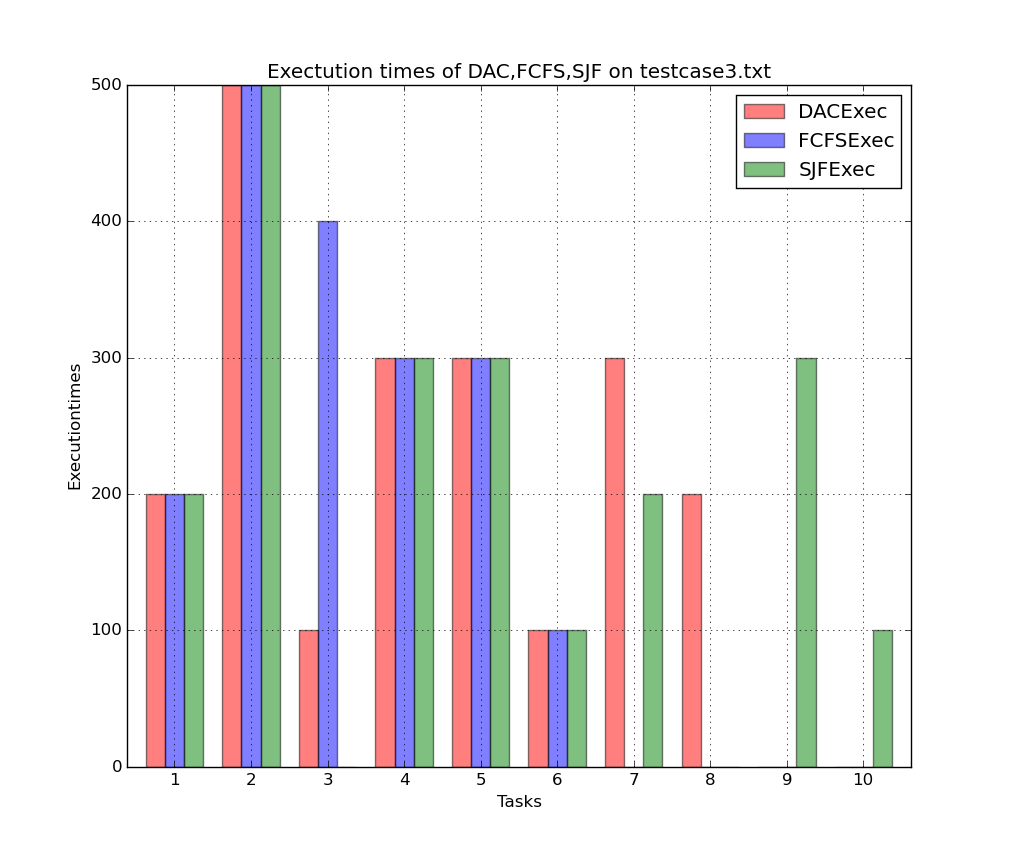 Exectution times of DAC,FCFS,SJF on testcase3.txt
500
400
300
200
100
0
Executiontimes
DACExec
FCFSExec
SJFExec
1 2 3 4 5 6 7 8 9 10
Tasks